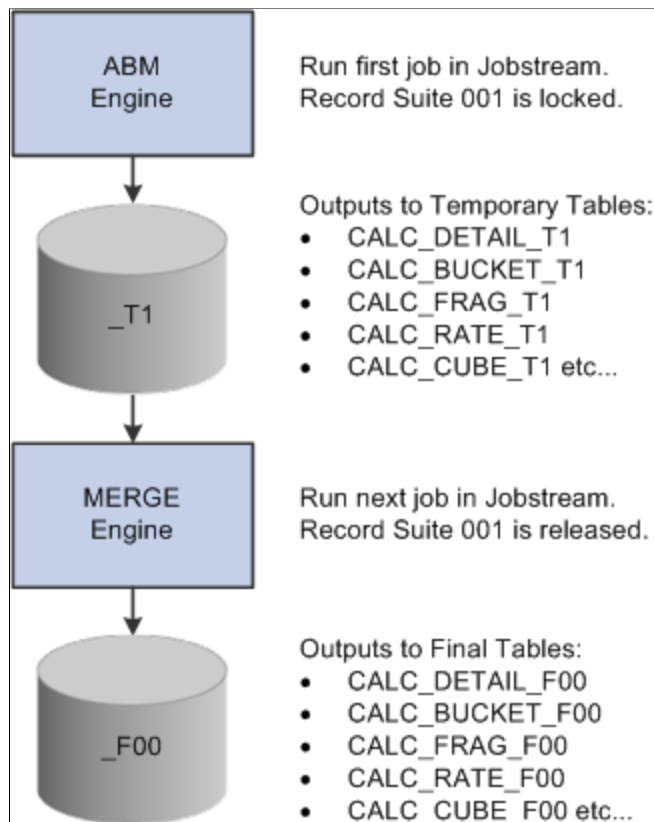 ABM
Engine
Run first job in Jobstream.
Record Suite 001 is locked.
_T1
Outputs to Temporary Tables:
• CALC_DETAIL_T1
• CALC_BUCKET_T1
• CALC_FRAG_T1
• CALC_RATE_T1
• CALC_CUBE_T1 etc...
MERGE
Engine
Run next job in Jobstream.
Record Suite 001 is released.
_F00
Outputs to Final Tables:
• CALC_DETAIL_F00
• CALC_BUCKET_F00
• CALC_FRAG_F00
• CALC_RATE_F00
• CALC_CUBE_F00 etc...